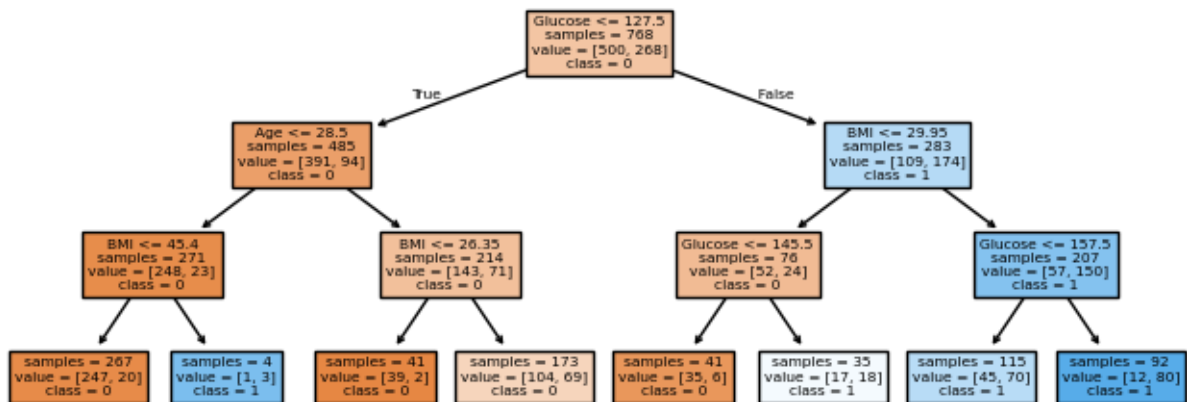 Glucose <= 127.5
samples = 768
value = [500, 268]
class = 0
True
False
Age <= 28.5
samples = 485
value = [391, 94]
class = 0
BMI <= 29.95
samples = 283
value = [109, 174]
class = 1
BMI <= 45.4
samples = 271
value = [248, 23]
class = 0
BMI <= 26.35
samples = 214
value = [143, 71]
class = 0
Glucose <= 145.5
samples = 76
value = [52, 24]
class = 0
Glucose <= 157.5
samples = 207
value = [57, 150]
class = 1
samples = 267
value = [247, 20]
class = 0
samples = 4
value = [1, 3]
class = 1
samples = 41
value = [39, 2]
class = 0
samples = 173
value = [104, 69]
class = 0
samples = 41
value = [35, 6]
class = 0
samples = 35
value = [17, 18]
class = 1
samples = 115
value = [45, 70]
class = 1
samples = 92
value = [12, 80]
class = 1